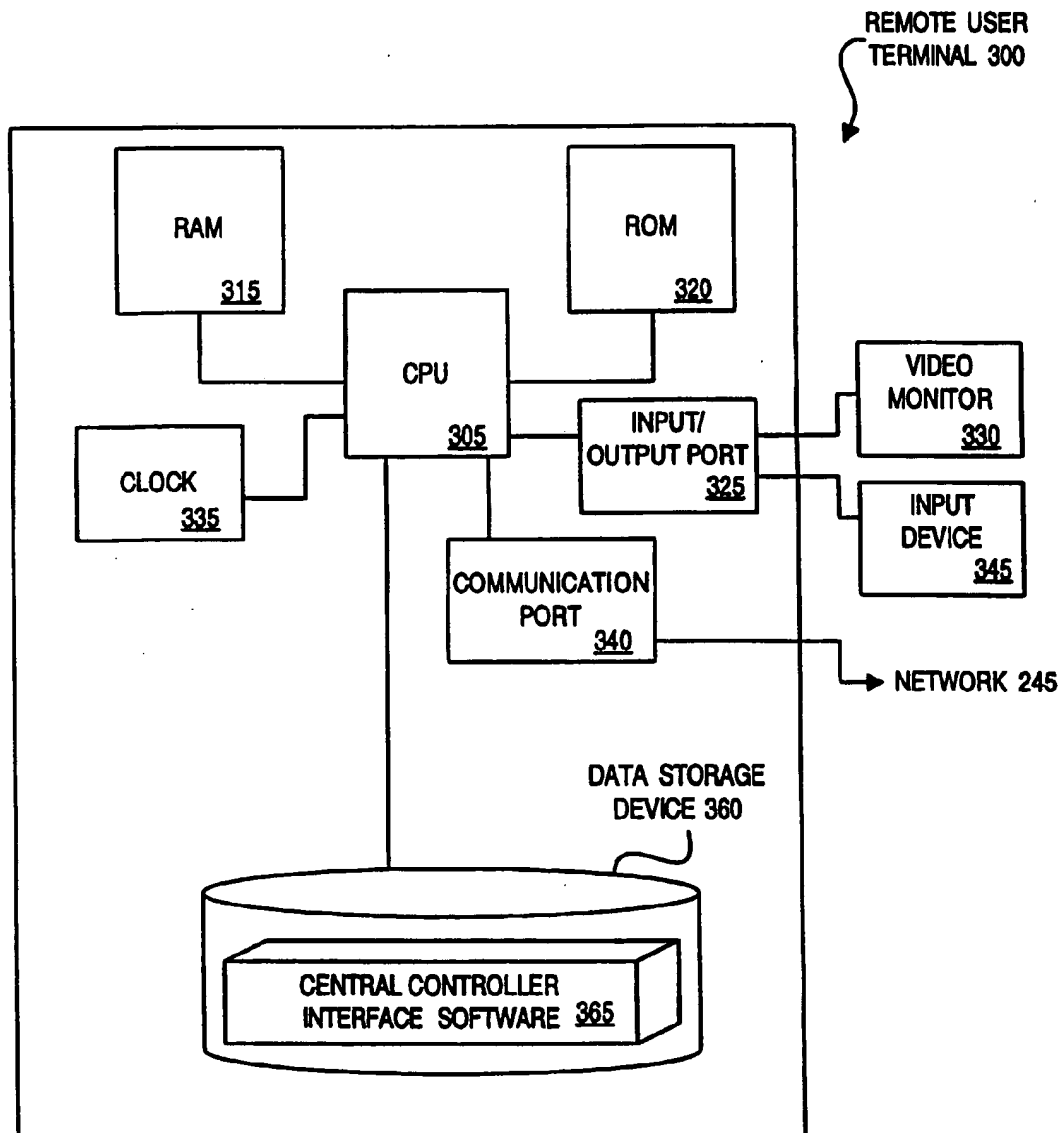 REMOTE USER
TERMINAL 300
RAM
315
ROM
320
CPU
305
VIDEO
MONITOR
330
INPUT/
OUTPUT PORT
325
CLOCK
335
INPUT
DEVICE
345
COMMUNICATION
PORT
340
NETWORK 245
DATA STORAGE
DEVICE 360
CENTRAL CONTROLLER
INTERFACE SOFTWARE 365